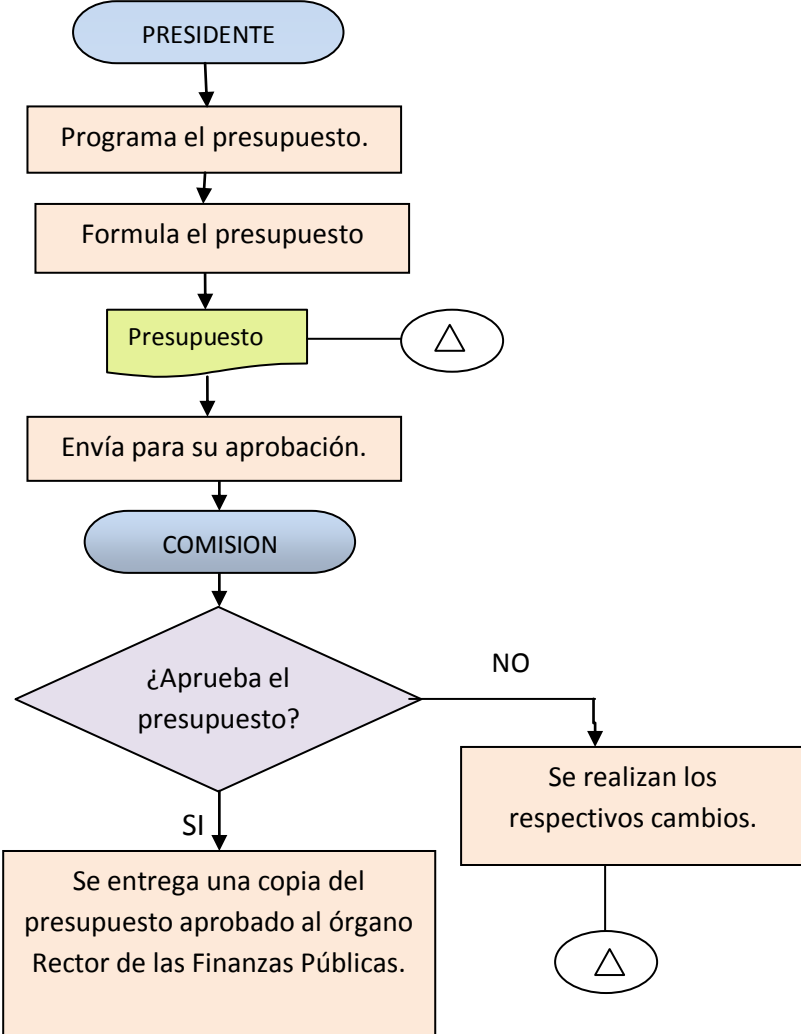 PRESIDENTE
Programa el presupuesto.
Formula el presupuesto
Presupuesto
Envía para su aprobación.
COMISION
¿Aprueba el
presupuesto?
NO
Se realizan los
respectivos cambios.
SI
Se entrega una copia del
presupuesto aprobado al órgano
Rector de las Finanzas Públicas.